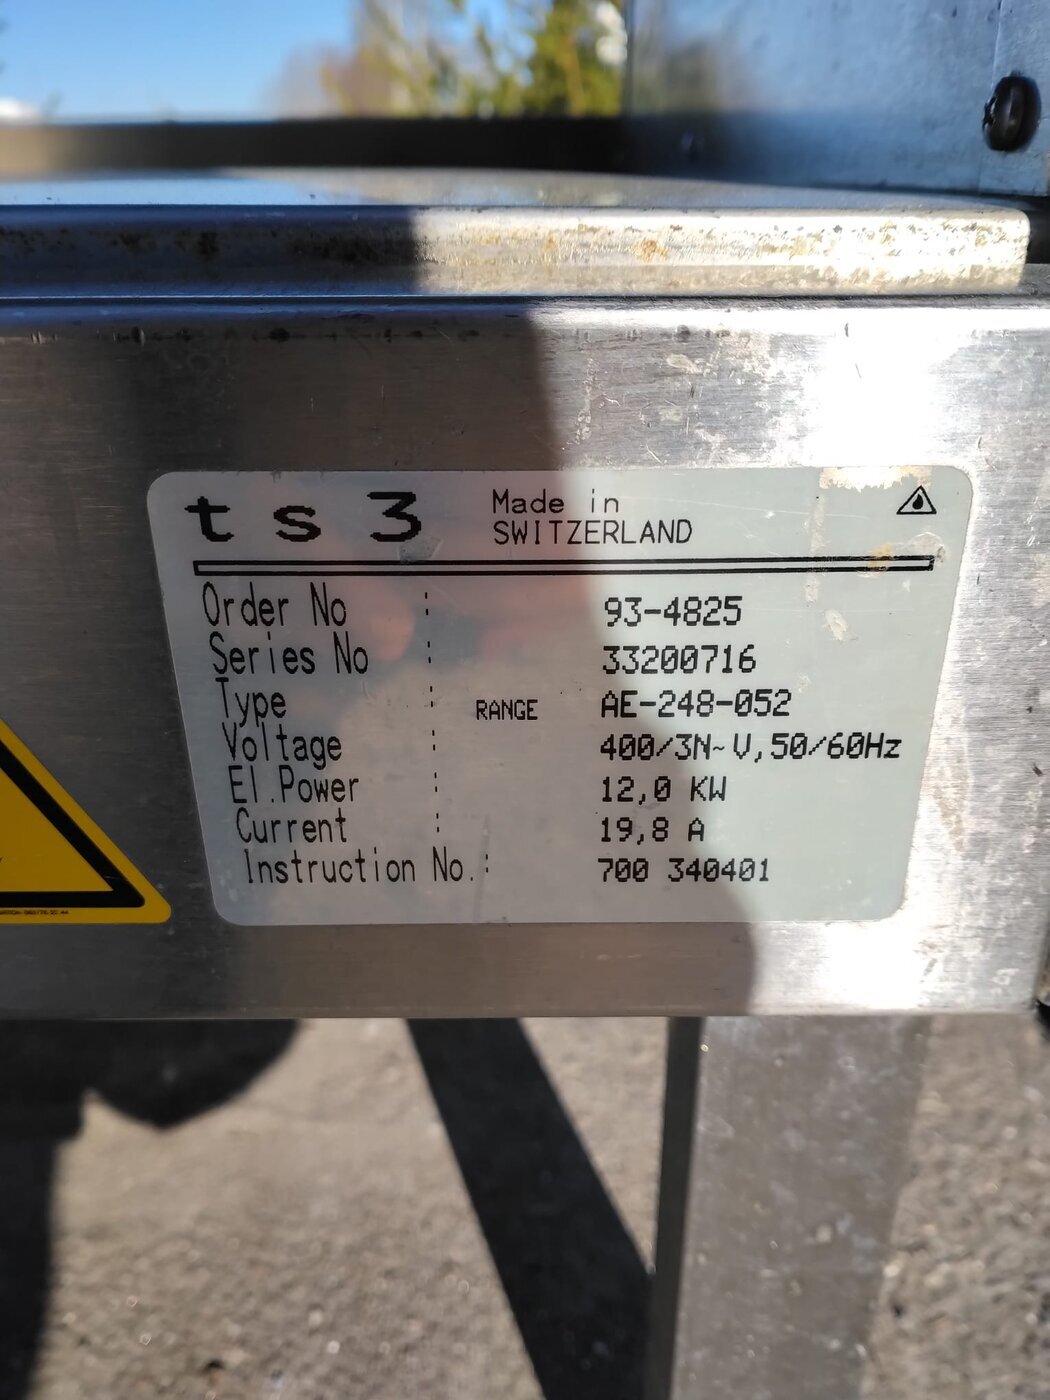 ts3 Made in
SWITZERLAND
Order No : 93-4825
Series No : 33200716
Type : RANGE AE-248-052
Voltage : 400/3N~V,50/60Hz
El.Power : 12,0 KW
Current : 19,8 A
Instruction No.: 700 340401